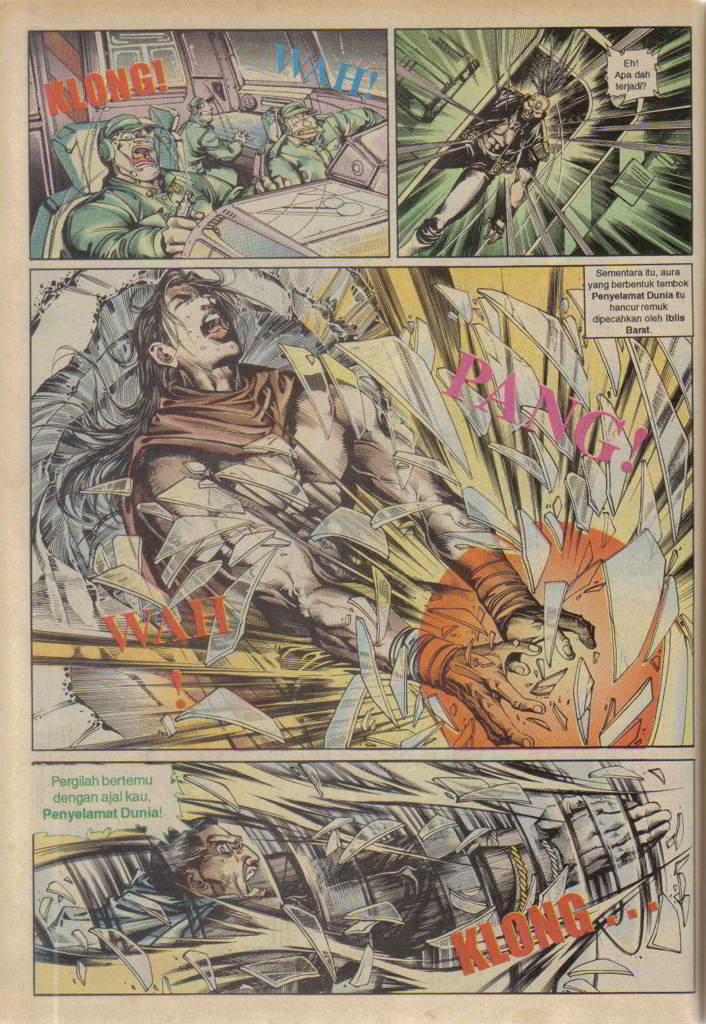 KLONG!
WAH!
Eh!
Apa dah
terjadi?
Sementara itu, aura
yang berbentuk tembok
Penyelamat Dunia itu
hancur remuk
dipecahkan oleh Iblis
Barat.
PANG!
WAH
!
Pergilah bertemu
dengan ajal kau,
Penyelamat Dunia!
KLONG...